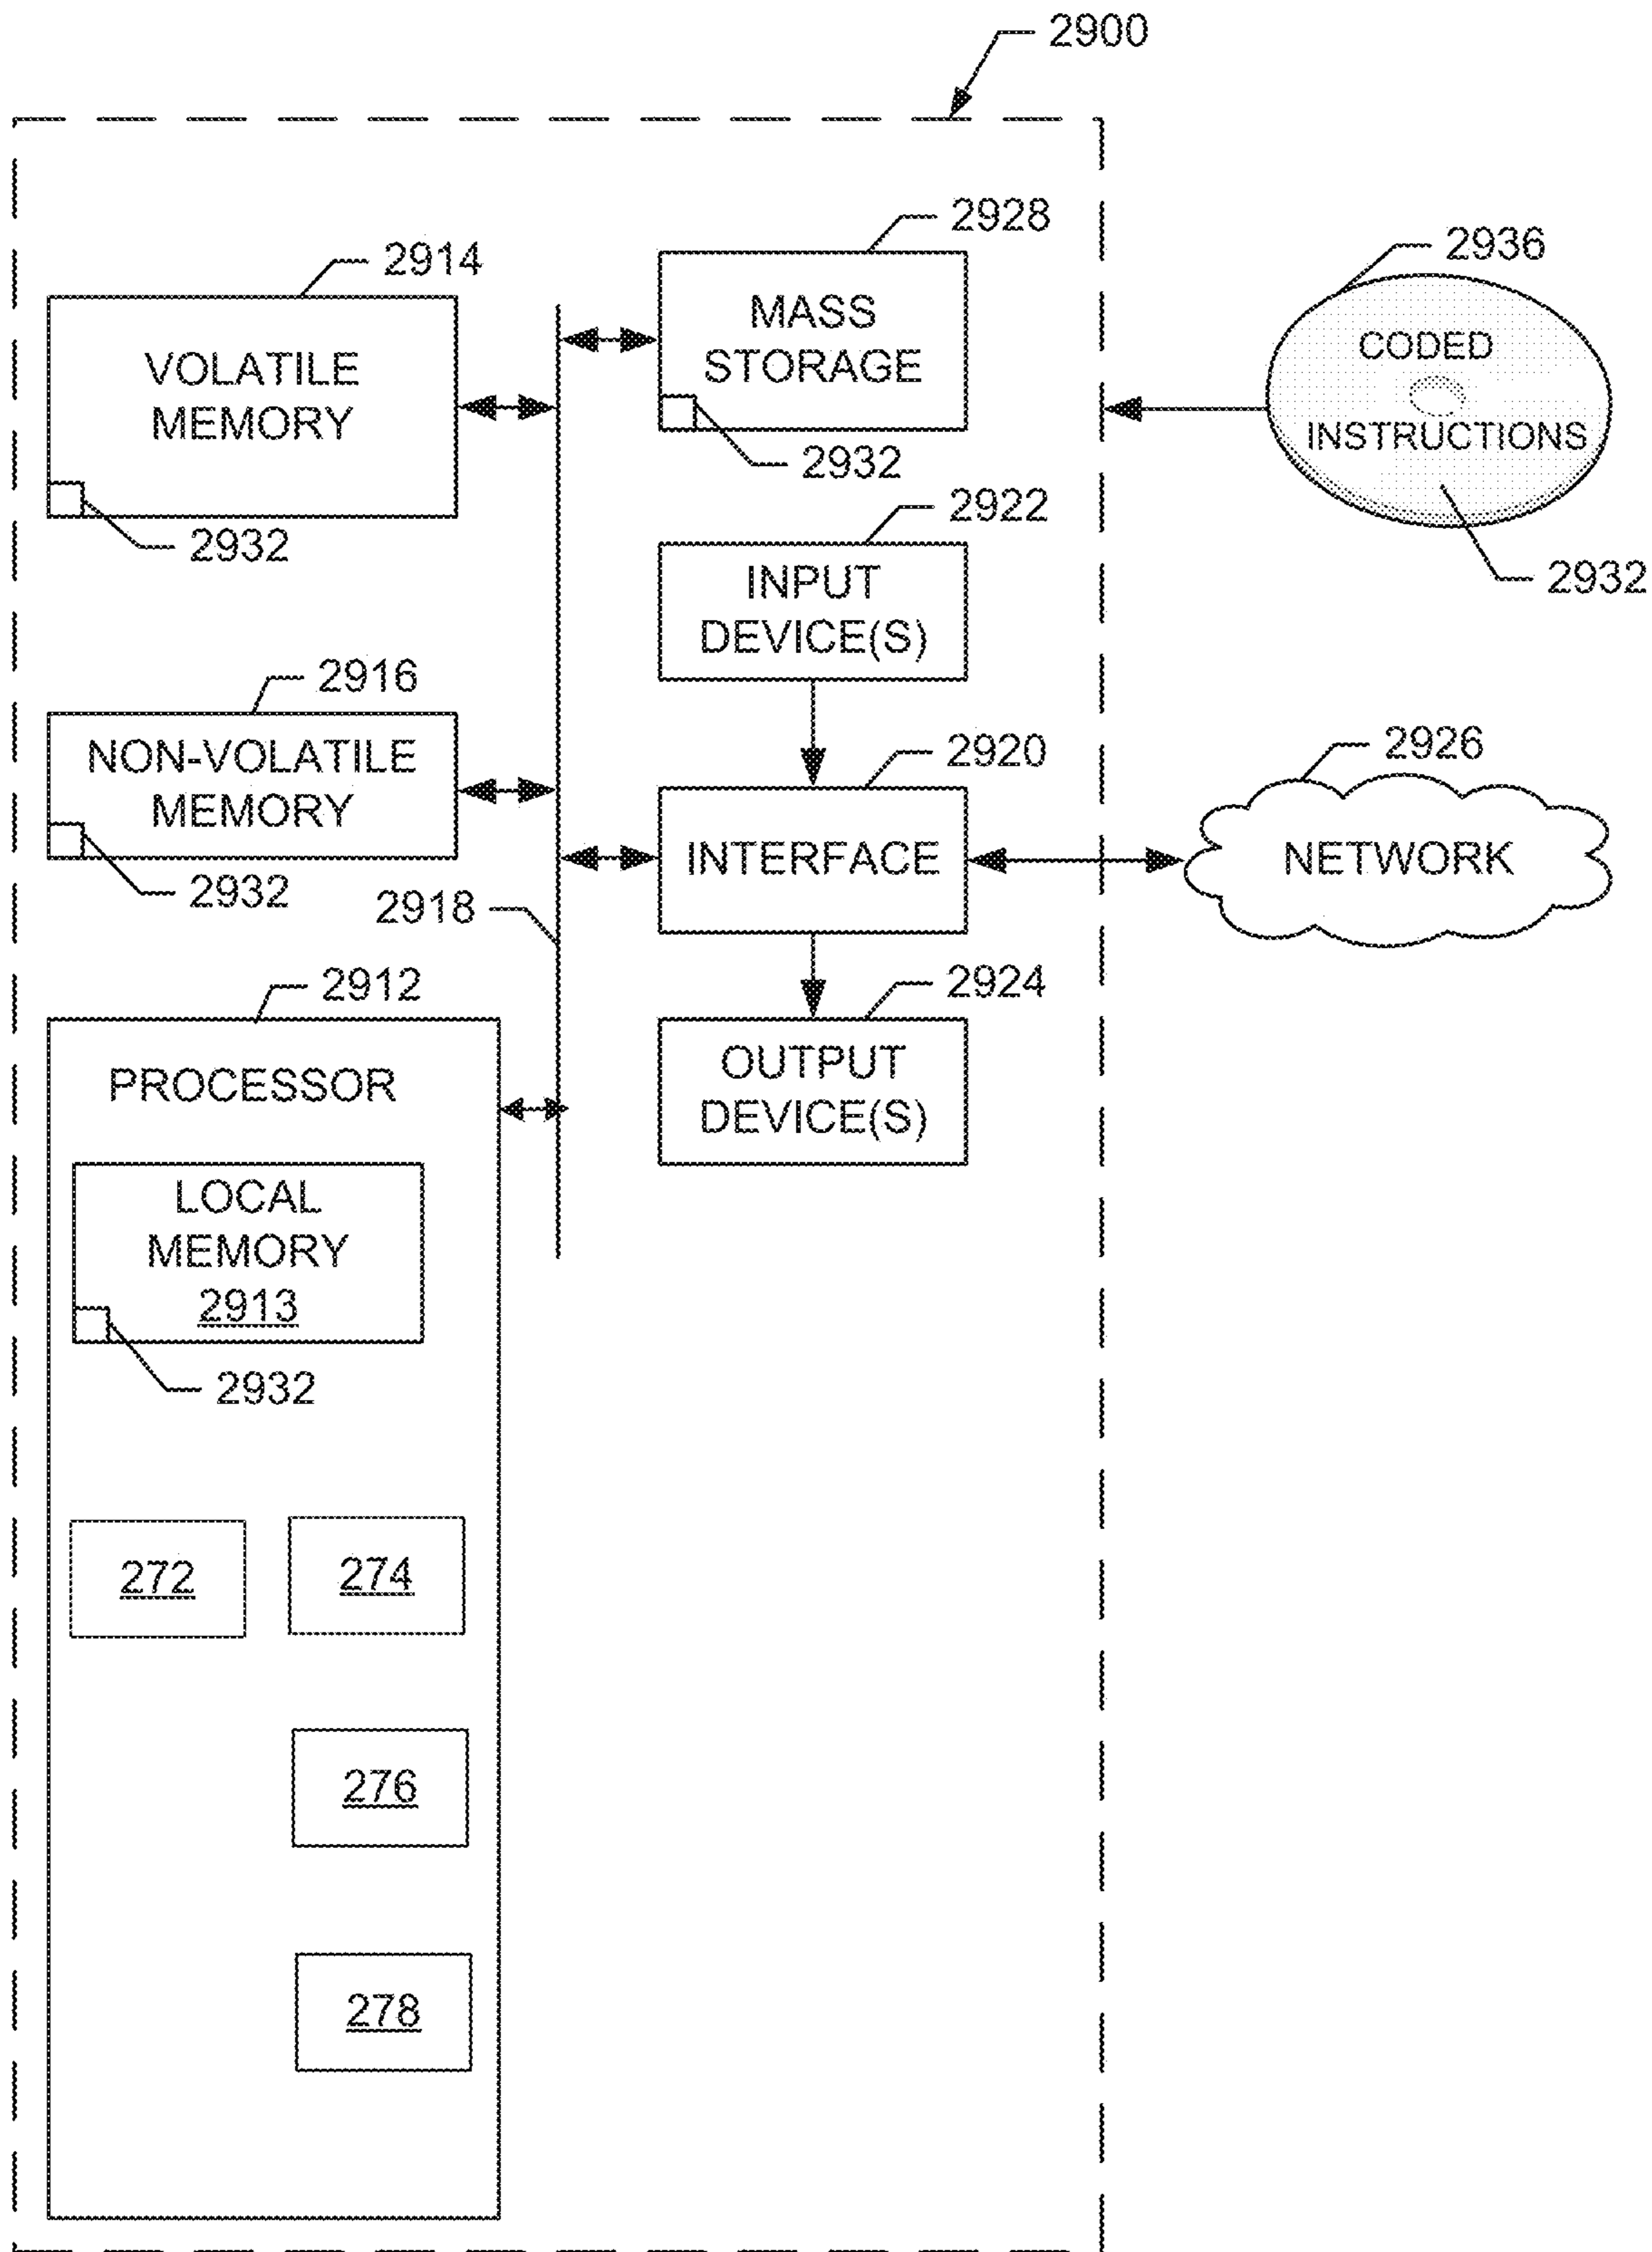 2900
2914
VOLATILE
MEMORY
2932
2928
MASS
STORAGE
2932
2936
CODED
INSTRUCTIONS
2932
2922
INPUT
DEVICE(S)
2916
NON-VOLATILE
MEMORY
2932
2918
2920
INTERFACE
2926
NETWORK
2912
PROCESSOR
2924
OUTPUT
DEVICE(S)
LOCAL
MEMORY
2913
2932
272
274
276
278